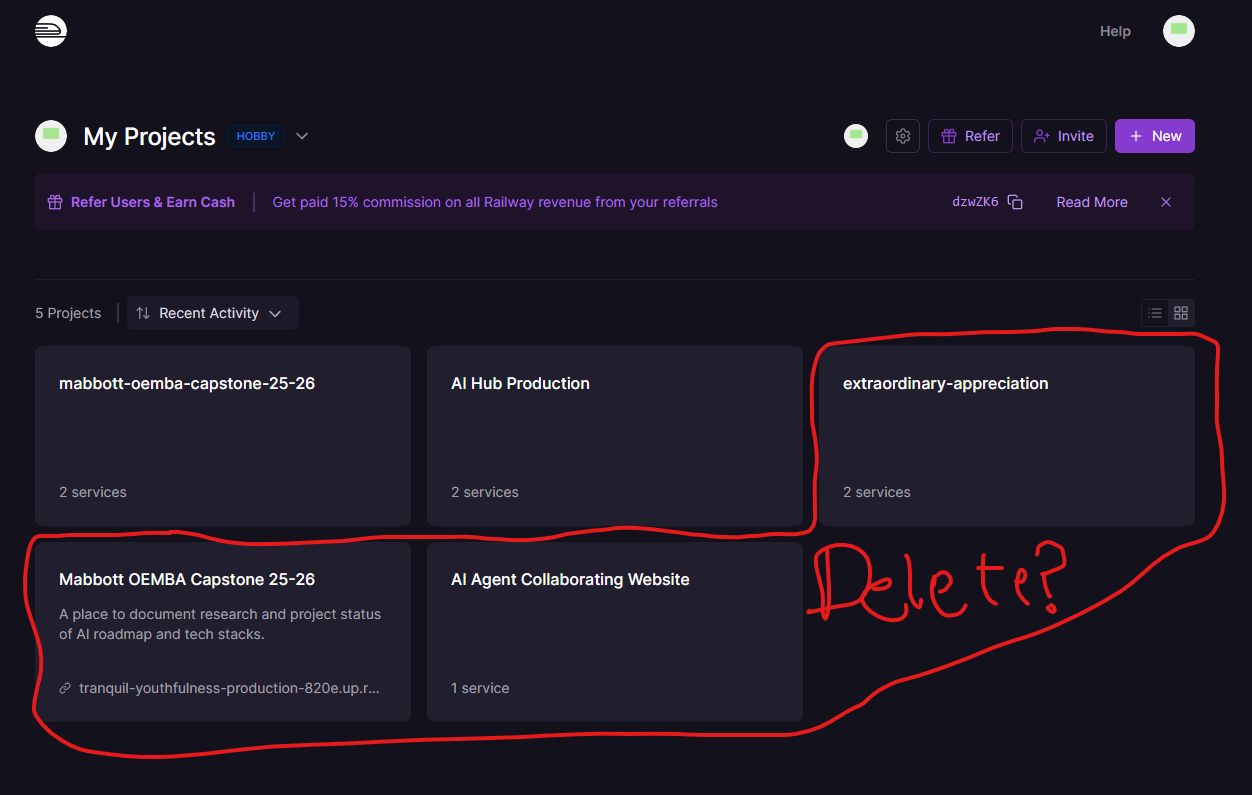 Help
My Projects HOBBY
Refer Invite + New
Refer Users & Earn Cash Get paid 15% commission on all Railway revenue from your referrals dzwZK6 Read More
5 Projects Recent Activity
mabbott-oemba-capstone-25-26
2 services
AI Hub Production
2 services
extraordinary-appreciation
2 services
Mabbott OEMBA Capstone 25-26
A place to document research and project status
of AI roadmap and tech stacks.
tranquil-youthfulness-production-820e.up.r...
AI Agent Collaborating Website
1 service
Delete?